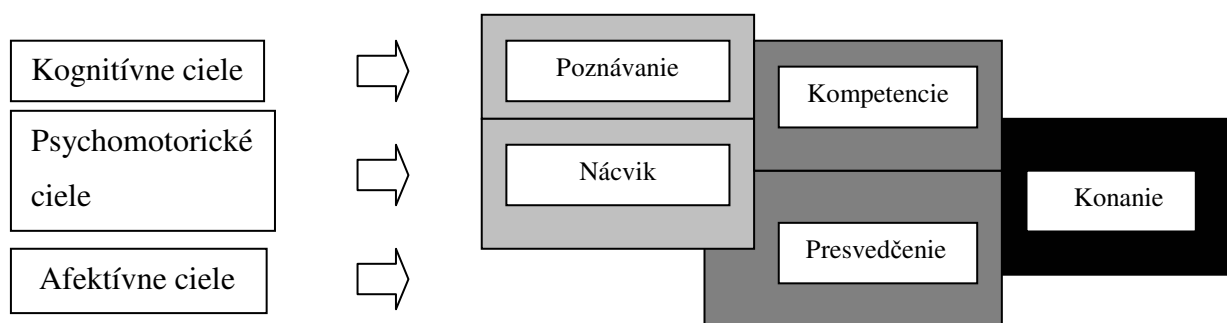 Kognitívne ciele
Psychomotorické
ciele
Afektívne ciele
Poznávanie
Nácvik
Kompetencie
Presvedčenie
Konanie